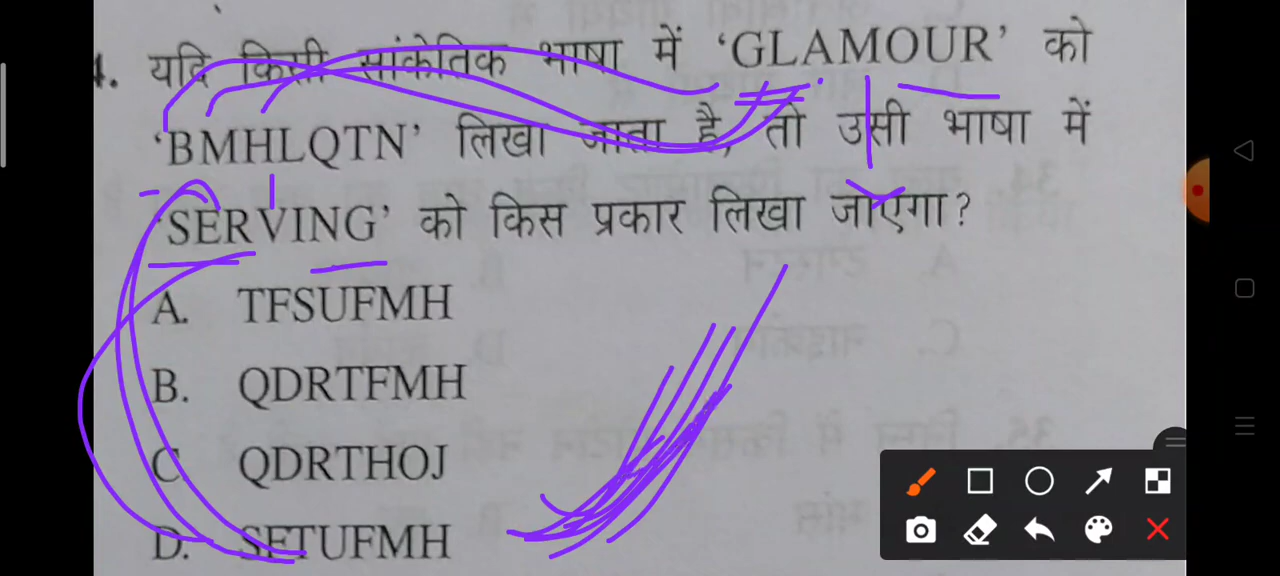 4. यदि किसी सांकेतिक भाषा में ‘GLAMOUR’ को
‘BMHLQTN’ लिखा जाता है, तो उसी भाषा में
‘SERVING’ को किस प्रकार लिखा जाएगा?
A. TFSUFMH
B. QDRTFMH
C. QDRTHOJ
D. SFTUFMH